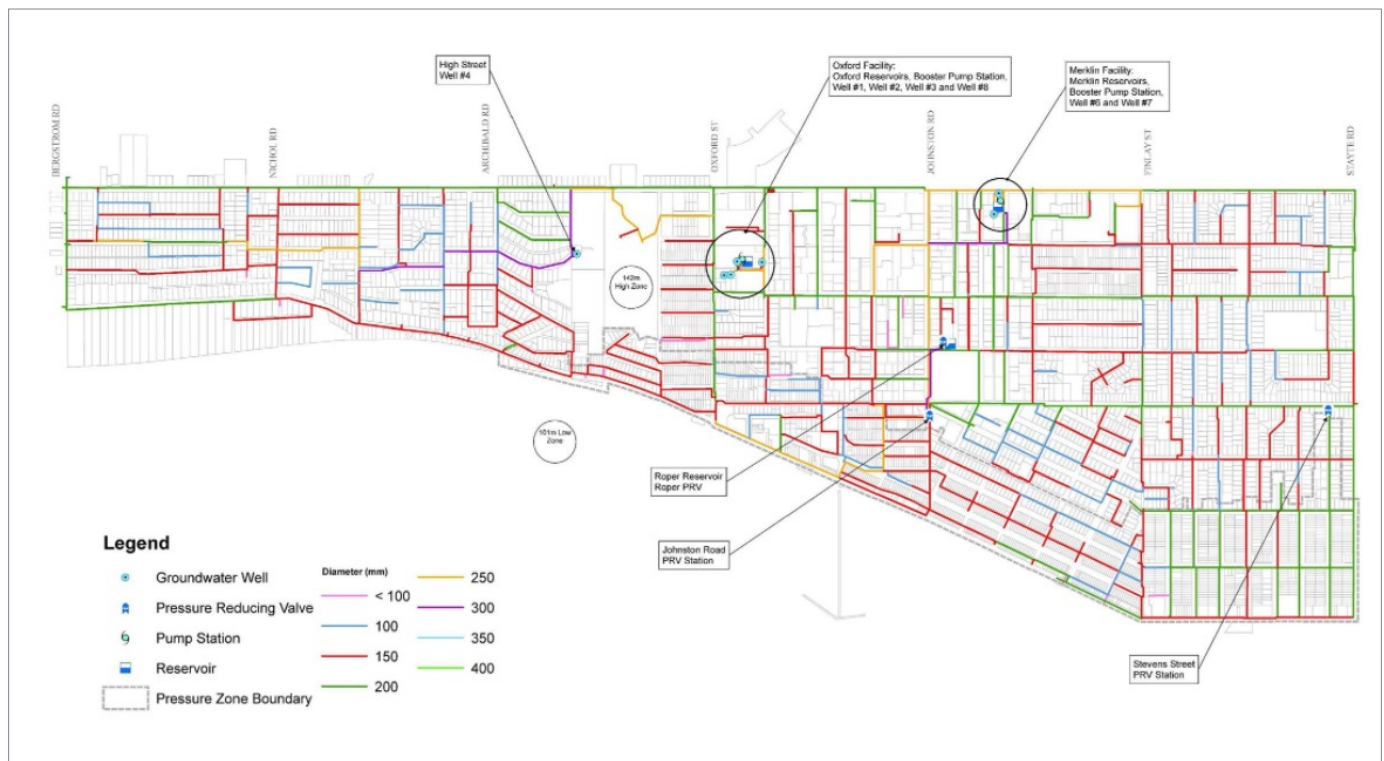 High Street
Well #4
Oxford Facility:
Oxford Reservoirs, Booster Pump Station,
Well #1, Well #2, Well #3 and Well #8
Merklin Facility:
Merklin Reservoirs,
Booster Pump Station,
Well #6 and Well #7
BERGSTROM RD
NICHOL RD
ARCHIBALD RD
OXFORD ST
JOHNSTON RD
FINLAY ST
STAYTE RD
142m
High Zone
101m Low
Zone
Roper Reservoir
Roper PRV
Johnston Road
PRV Station
Stevens Street
PRV Station
Legend
Groundwater Well
Pressure Reducing Valve
Pump Station
Reservoir
Pressure Zone Boundary
Diameter (mm)
< 100
100
150
200
250
300
350
400